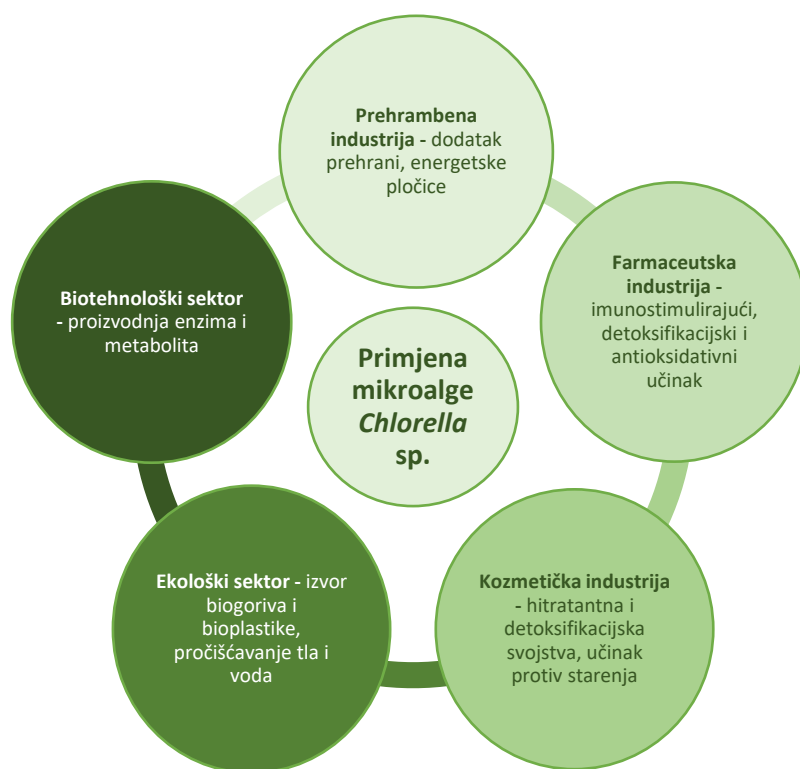 Prehrambena
industrija - dodatak
prehrani, energetske
pločice
Farmaceutska
industrija -
imunostimulirajući,
detoksifikacijski i
antioksidativni
učinak
Kozmetička industrija
- hitratantna i
detoksifikacijska
svojstva, učinak
protiv starenja
Ekološki sektor - izvor
biogoriva i
bioplastike,
pročišćavanje tla i
voda
Biotehnološki sektor
- proizvodnja enzima i
metabolita
Primjena
mikroalge
Chlorella
sp.